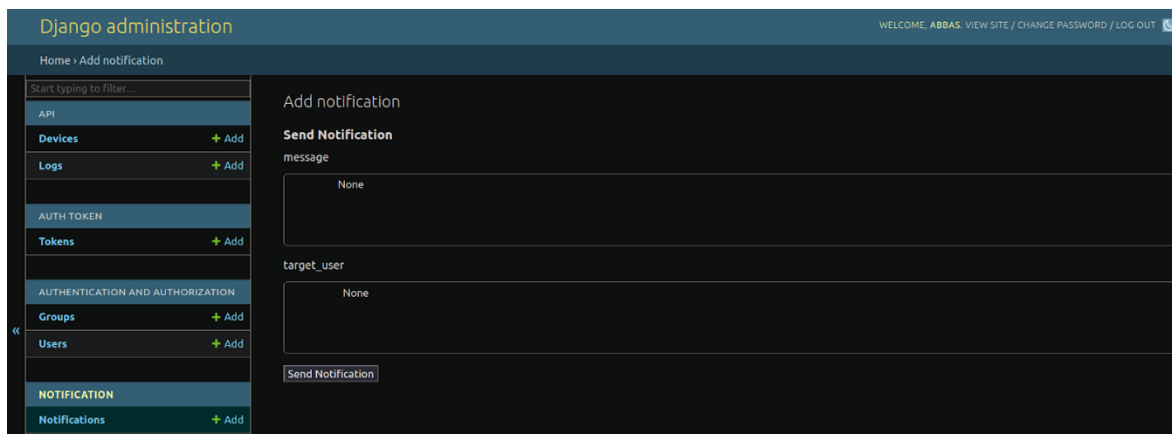 Django administration
WELCOME, ABBAS. VIEW SITE / CHANGE PASSWORD / LOG OUT
Home › Add notification
Start typing to filter...
API
Devices + Add
Logs + Add
AUTH TOKEN
Tokens + Add
AUTHENTICATION AND AUTHORIZATION
Groups + Add
Users + Add
NOTIFICATION
Notifications + Add
«
Add notification
Send Notification
message
None
target_user
None
Send Notification